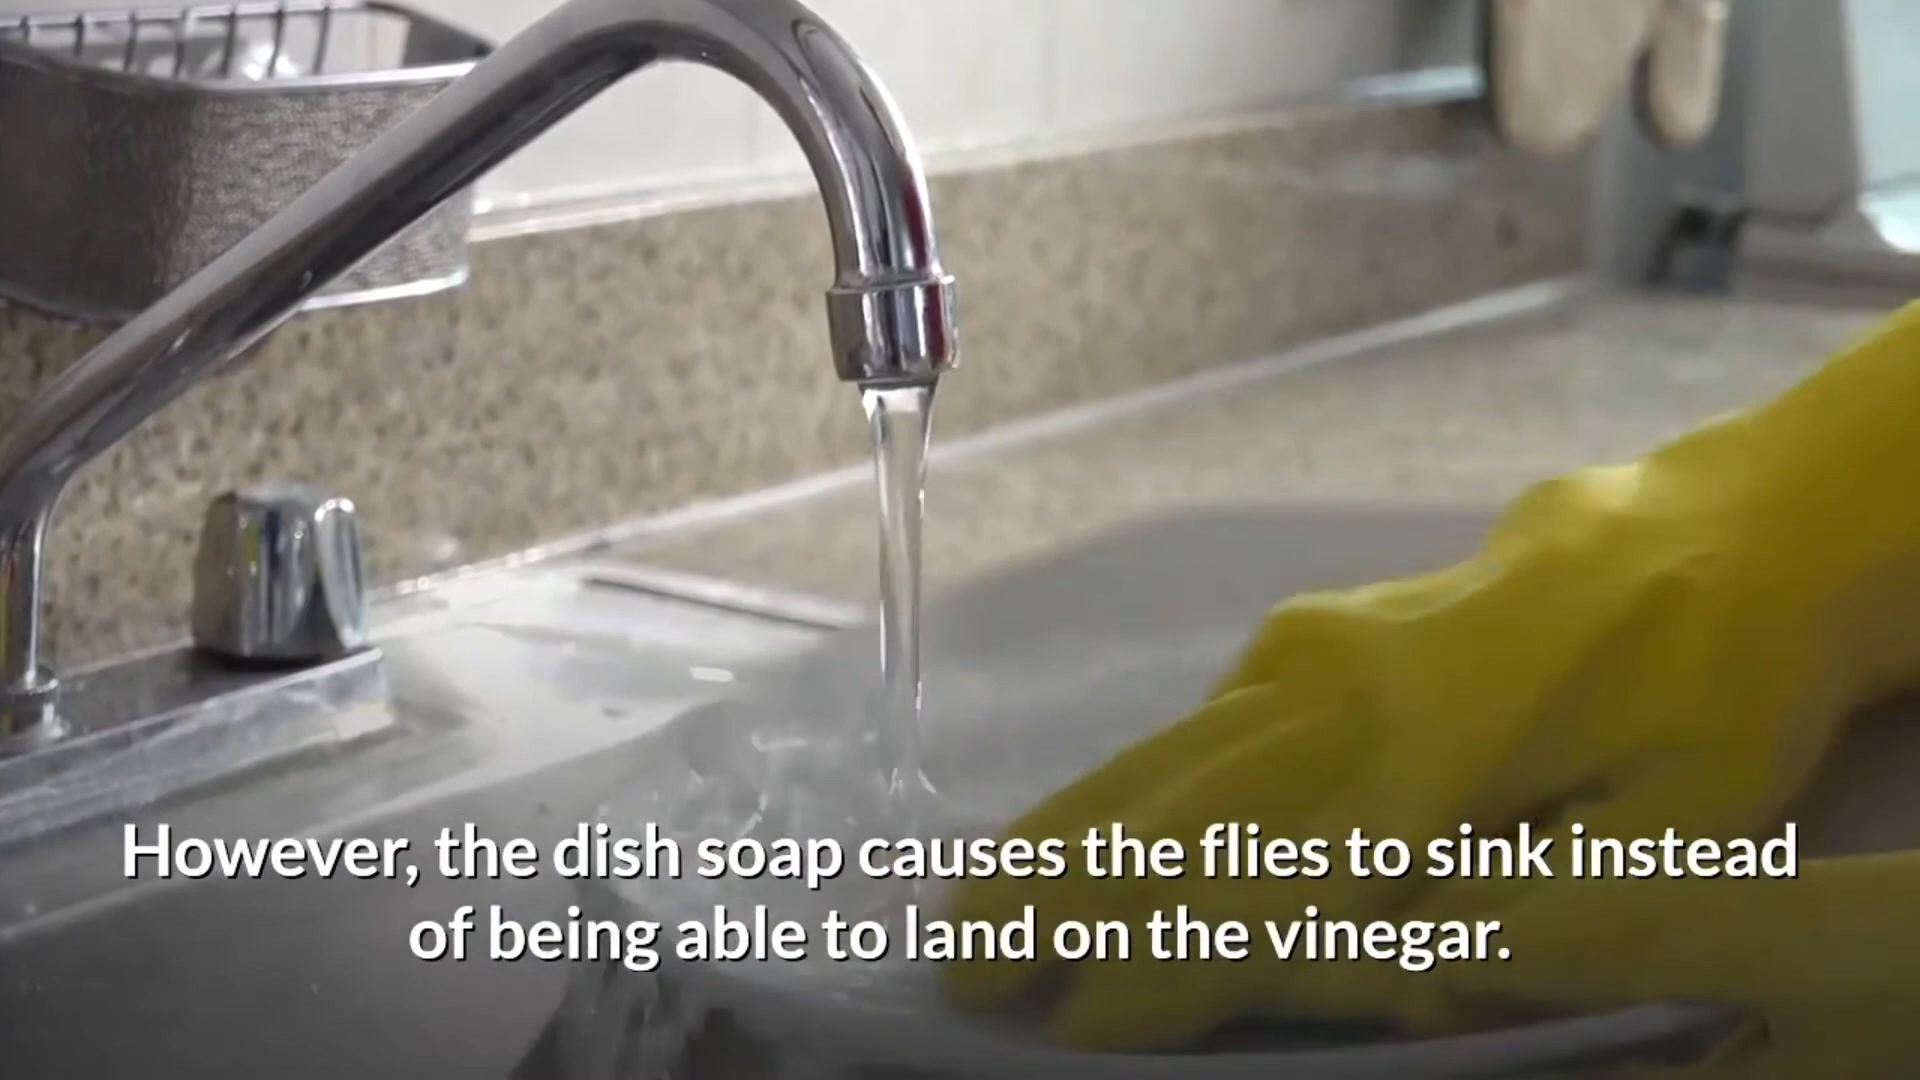 However, the dish soap causes the flies to sink instead
of being able to land on the vinegar.